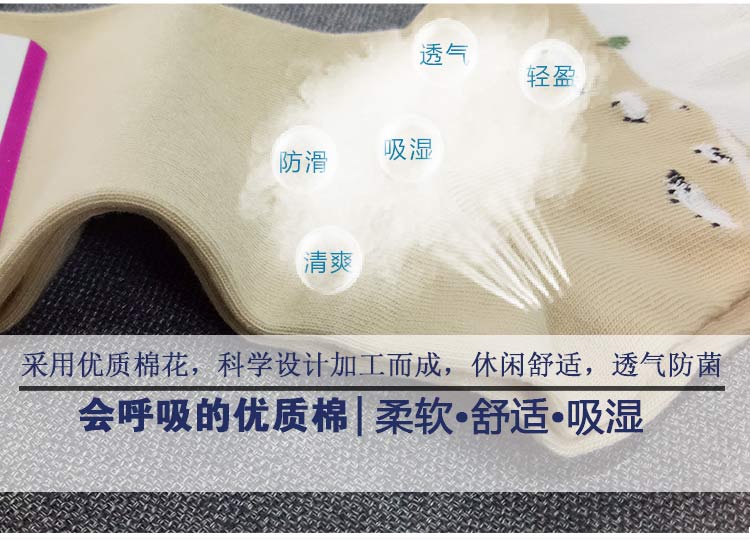 透气
轻盈
防滑
吸湿
清爽
采用优质棉花，科学设计加工而成，休闲舒适，透气防菌
会呼吸的优质棉|柔软•舒适•吸湿